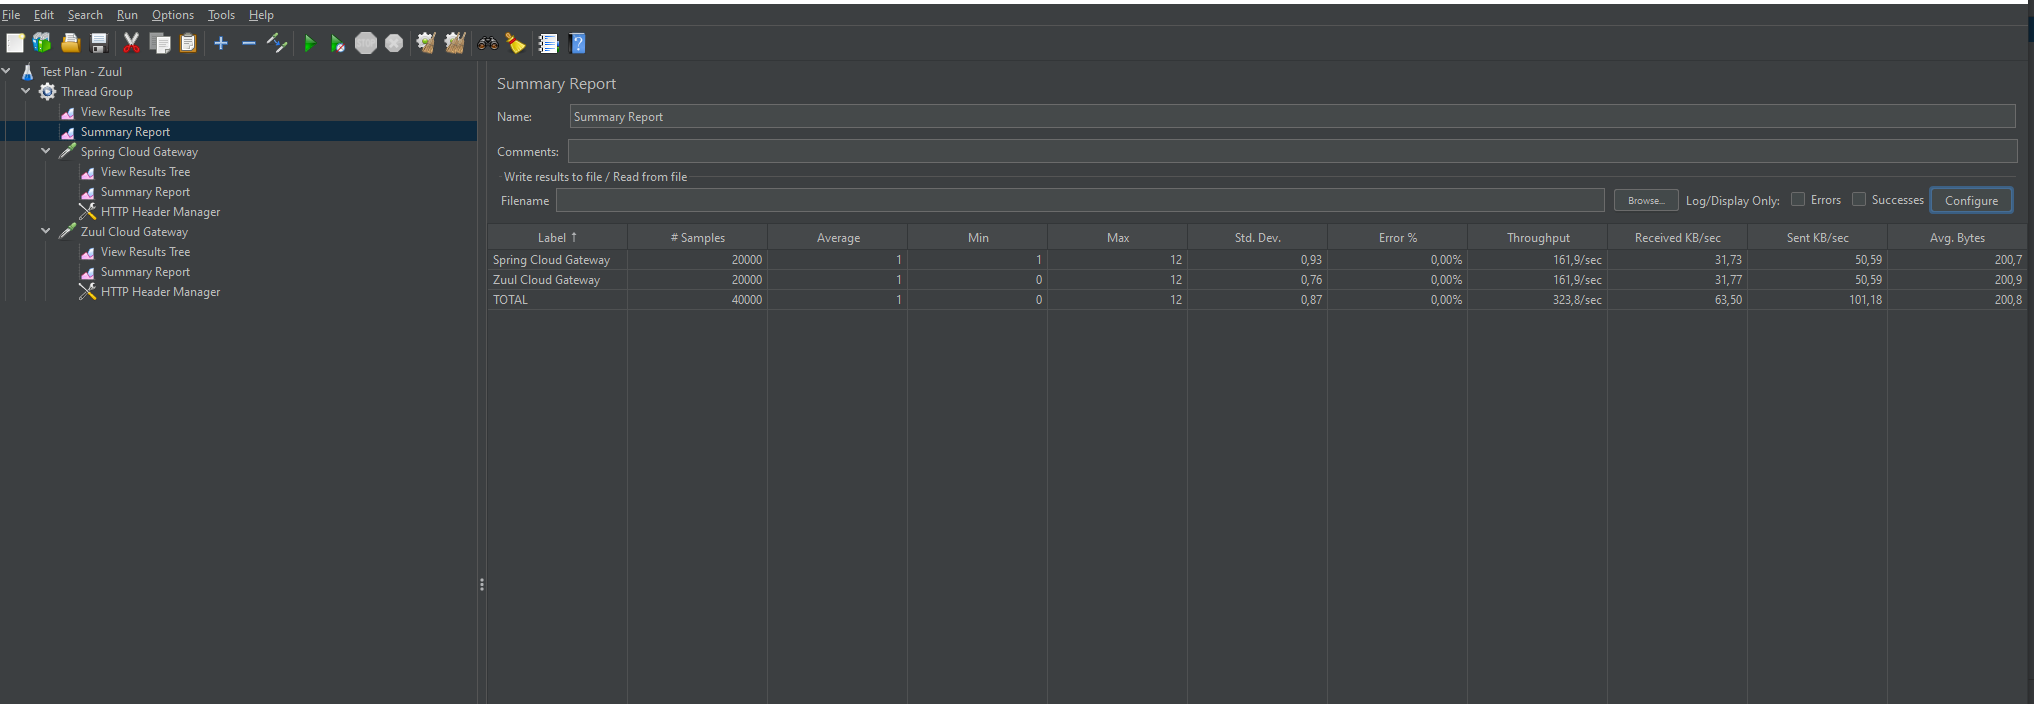 File Edit Search Run Options Tools Help
Test Plan - Zuul
Thread Group
View Results Tree
Summary Report
Spring Cloud Gateway
View Results Tree
Summary Report
HTTP Header Manager
Zuul Cloud Gateway
View Results Tree
Summary Report
HTTP Header Manager
Summary Report
Name: Summary Report
Comments:
Write results to file / Read from file
Filename Browse... Log/Display Only: Errors Successes Configure
Label ↑ # Samples Average Min Max Std. Dev. Error % Throughput Received KB/sec Sent KB/sec Avg. Bytes
Spring Cloud Gateway 20000 1 1 12 0,93 0,00% 161,9/sec 31,73 50,59 200,7
Zuul Cloud Gateway 20000 1 0 12 0,76 0,00% 161,9/sec 31,77 50,59 200,9
TOTAL 40000 1 0 12 0,87 0,00% 323,8/sec 63,50 101,18 200,8